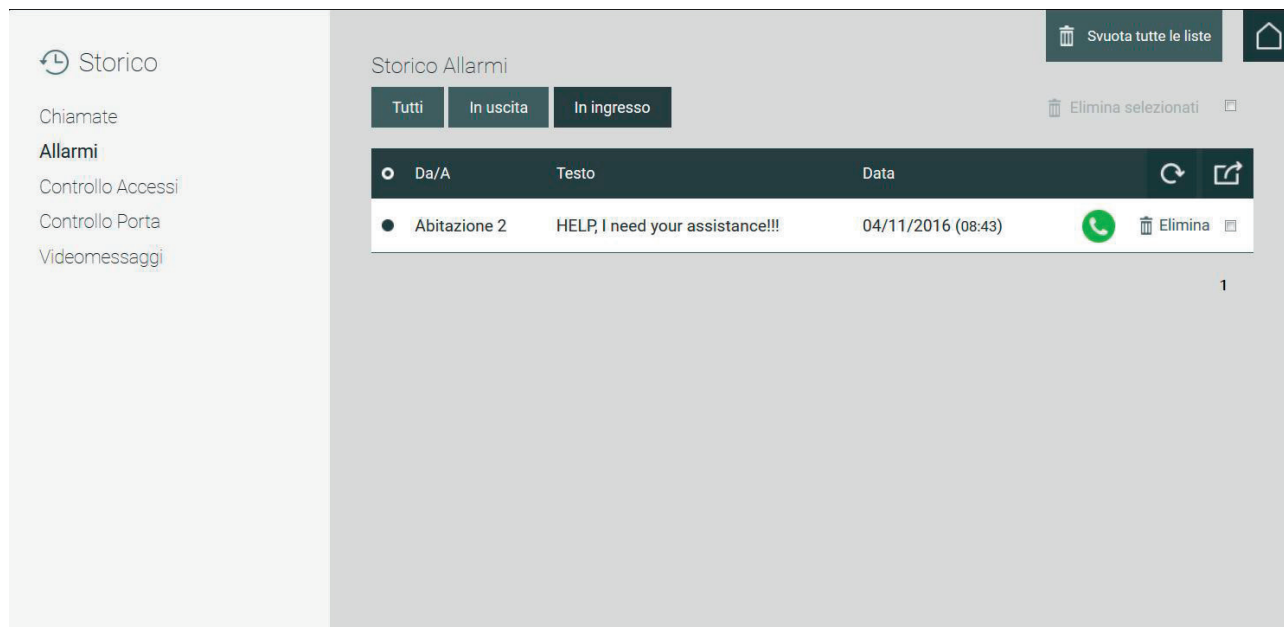 Storico
Chiamate
Allarmi
Controllo Accessi
Controllo Porta
Videomessaggi
Svuota tutte le liste
Storico Allarmi
Tutti In uscita In ingresso
Elimina selezionati
Da/A Testo Data
Abitazione 2 HELP, I need your assistance!!! 04/11/2016 (08:43) Elimina
1